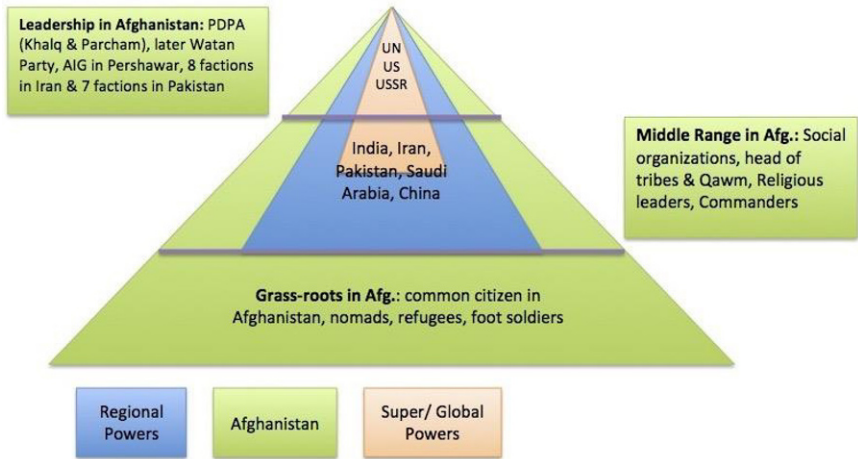 Leadership in Afghanistan: PDPA
(Khalq & Parcham), later Watan
Party, AIG in Pershawar, 8 factions
in Iran & 7 factions in Pakistan
UN
US
USSR
India, Iran,
Pakistan, Saudi
Arabia, China
Middle Range in Afg.: Social
organizations, head of
tribes & Qawm, Religious
leaders, Commanders
Grass-roots in Afg.: common citizen in
Afghanistan, nomads, refugees, foot soldiers
Regional
Powers
Afghanistan
Super/ Global
Powers